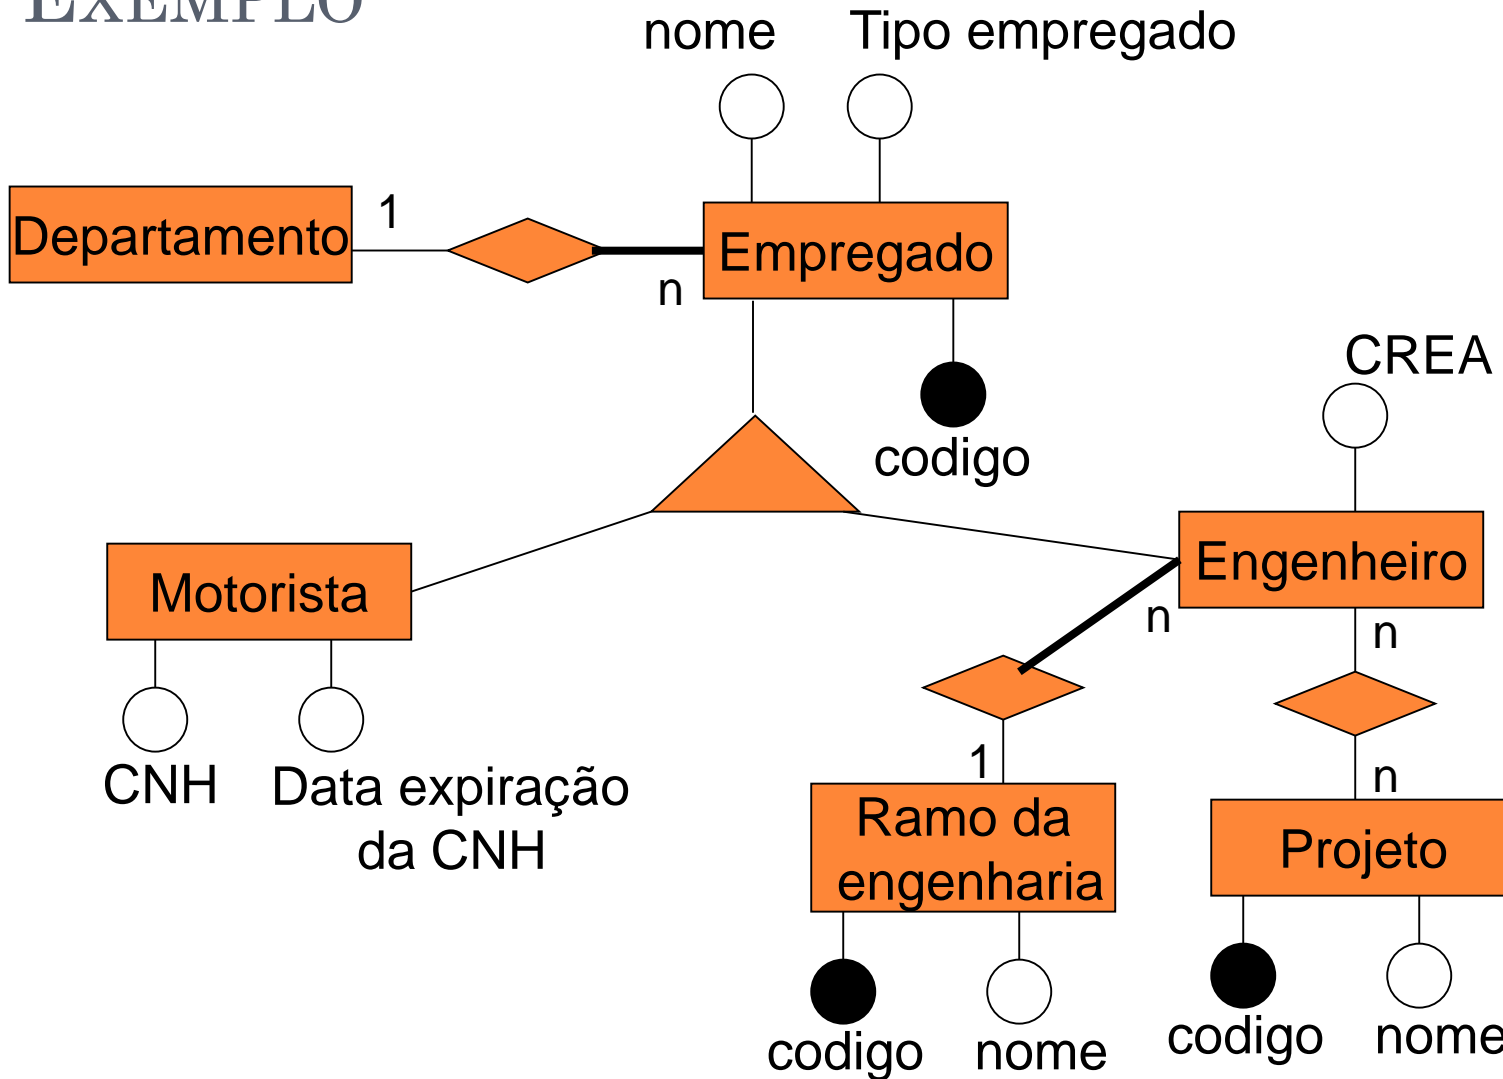 EXEMPLO
nome
Tipo empregado
Departamento
1
n
Empregado
codigo
CREA
Motorista
Engenheiro
CNH
Data expiração
da CNH
n
n
1
n
Ramo da
engenharia
Projeto
codigo
nome
codigo
nome